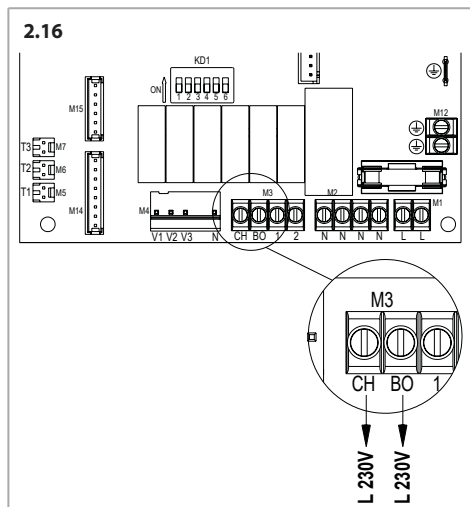 2.16
KD1
ON
1 2 3 4 5 6
M15
M12
T3 M7
T2 M6
T1 M5
M14
M4
M3
M2
M1
V1 V2 V3 N
CH BO 1 2
N N N N
L L
M3
CH BO 1
L 230V
L 230V